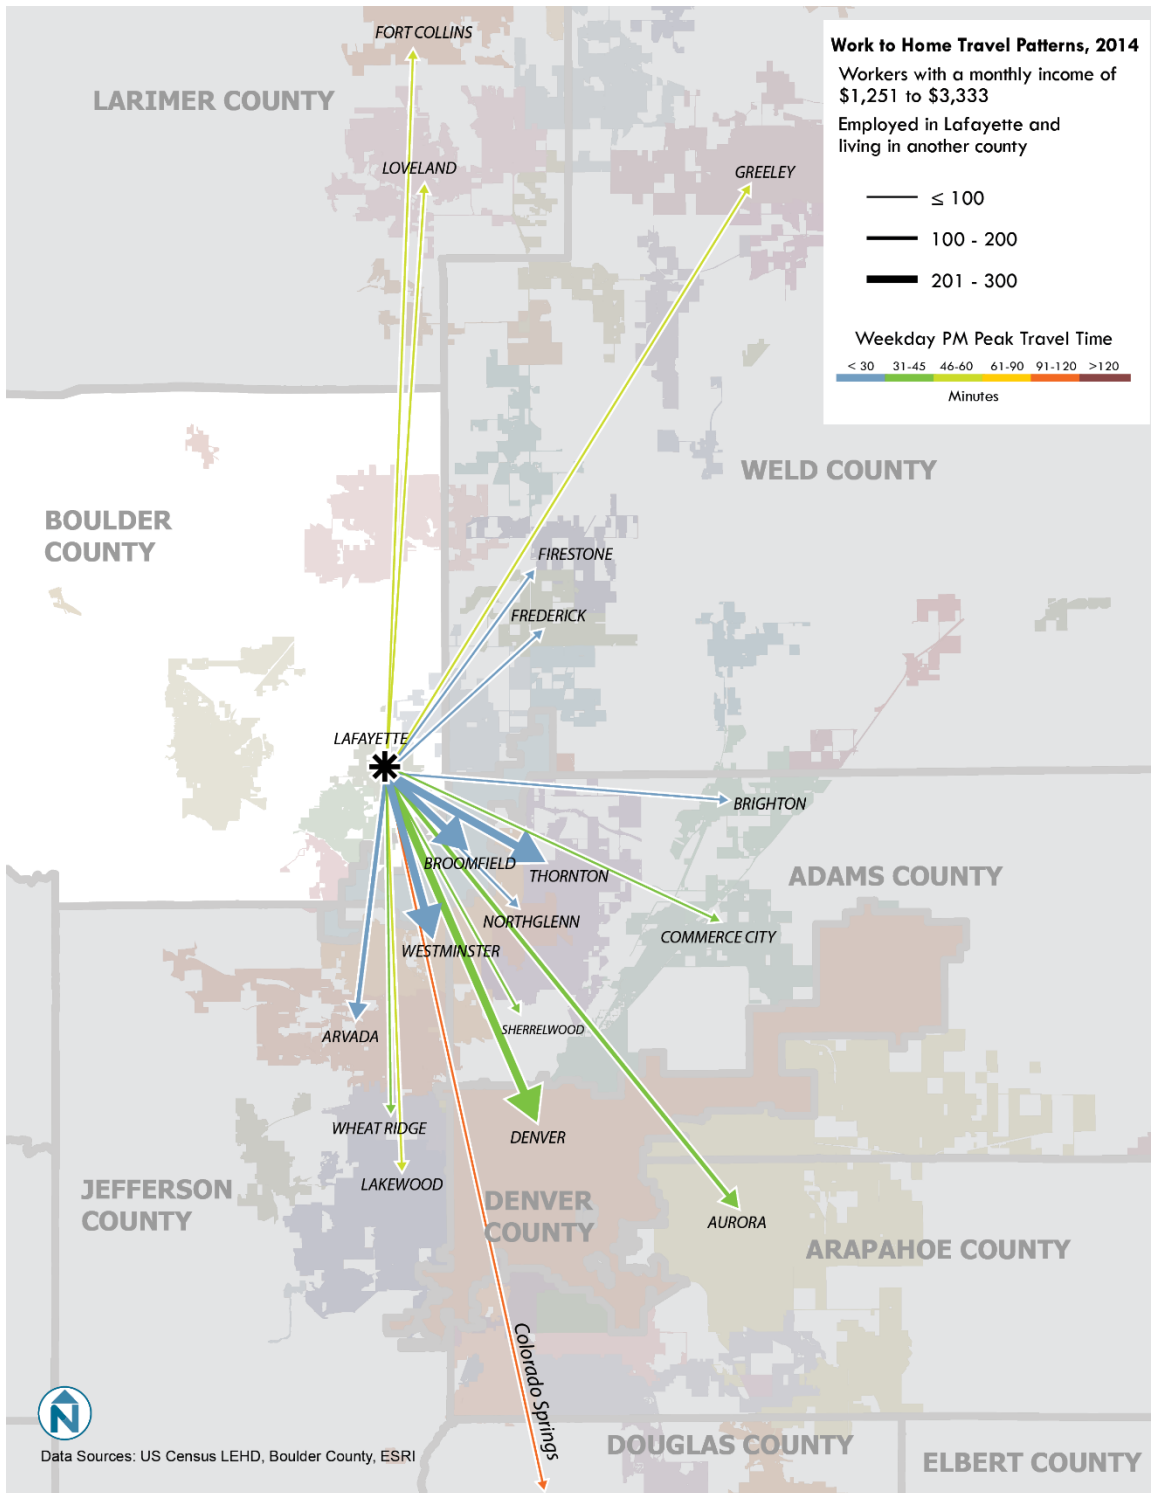 FORT COLLINS
Work to Home Travel Patterns, 2014
Workers with a monthly income of
$1,251 to $3,333
Employed in Lafayette and
living in another county
≤ 100
100 - 200
201 - 300
Weekday PM Peak Travel Time
< 30 31-45 46-60 61-90 91-120 >120
Minutes
LARIMER COUNTY
LOVELAND
GREELEY
WELD COUNTY
BOULDER
COUNTY
FIRESTONE
FREDERICK
LAFAYETTE
BRIGHTON
BROOMFIELD
THORNTON
ADAMS COUNTY
NORTHGLENN
COMMERCE CITY
WESTMINSTER
SHERRELWOOD
ARVADA
WHEAT RIDGE
DENVER
LAKEWOOD
JEFFERSON
COUNTY
DENVER
COUNTY
AURORA
ARAPAHOE COUNTY
Colorado Springs
N
Data Sources: US Census LEHD, Boulder County, ESRI
DOUGLAS COUNTY
ELBERT COUNTY